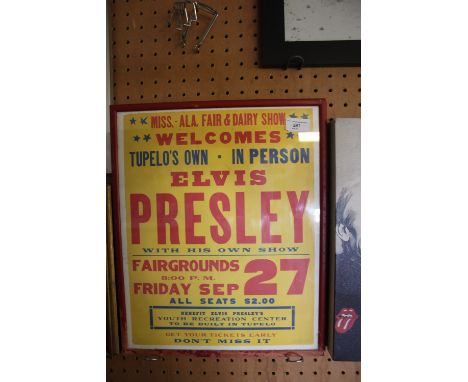 MISS.-ALA. FAIR & DAIRY SHOW
WELCOMES
TUPELO'S OWN · IN PERSON
ELVIS
PRESLEY
WITH HIS OWN SHOW
FAIRGROUNDS
8:00 P.M.
FRIDAY SEP 27
ALL SEATS $2.00
BENEFIT ELVIS PRESLEY'S
YOUTH RECREATION CENTER
TO BE BUILT IN TUPELO
GET YOUR TICKETS EARLY
DON'T MISS IT